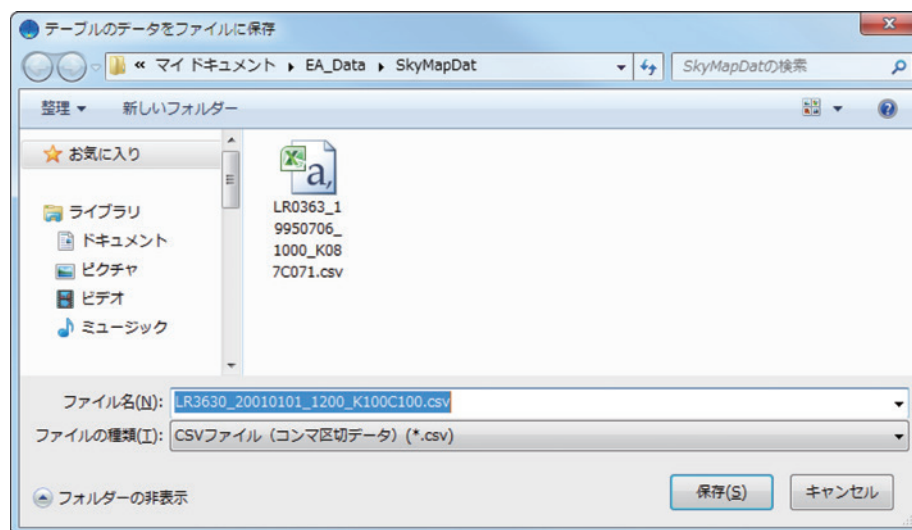 テーブルのデータをファイルに保存
« マイ ドキュメント ▸ EA_Data ▸ SkyMapDat
SkyMapDatの検索
整理 ▼ 新しいフォルダー
お気に入り
ライブラリ
ドキュメント
ピクチャ
ビデオ
ミュージック
LR0363_1
9950706_
1000_K08
7C071.csv
ファイル名(N): LR3630_20010101_1200_K100C100.csv
ファイルの種類(T): CSVファイル（コンマ区切データ）(*.csv)
フォルダーの非表示
保存(S)
キャンセル